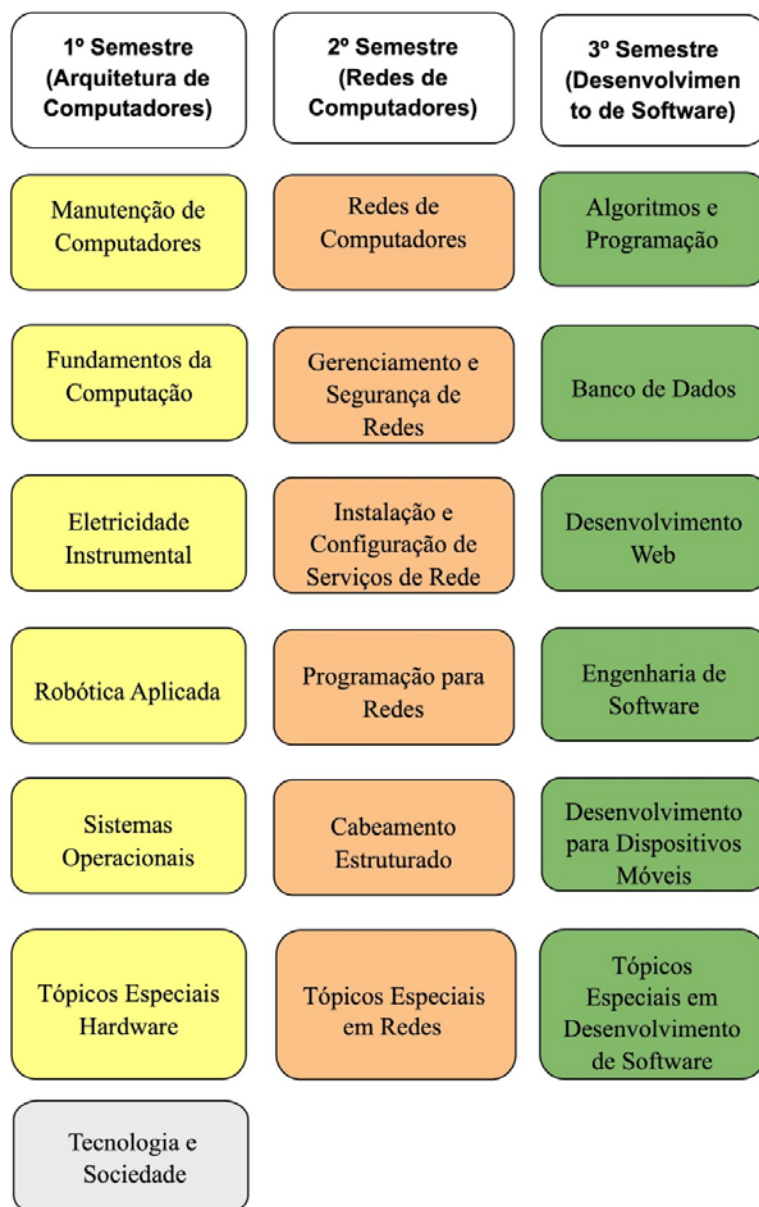 1º Semestre
(Arquitetura de
Computadores)
2º Semestre
(Redes de
Computadores)
3º Semestre
(Desenvolvimen
to de Software)
Manutenção de
Computadores
Redes de
Computadores
Algoritmos e
Programação
Fundamentos da
Computação
Gerenciamento e
Segurança de
Redes
Banco de Dados
Eletricidade
Instrumental
Instalação e
Configuração de
Serviços de Rede
Desenvolvimento
Web
Robótica Aplicada
Programação para
Redes
Engenharia de
Software
Sistemas
Operacionais
Cabeamento
Estruturado
Desenvolvimento
para Dispositivos
Móveis
Tópicos Especiais
Hardware
Tópicos Especiais
em Redes
Tópicos
Especiais em
Desenvolvimento
de Software
Tecnologia e
Sociedade